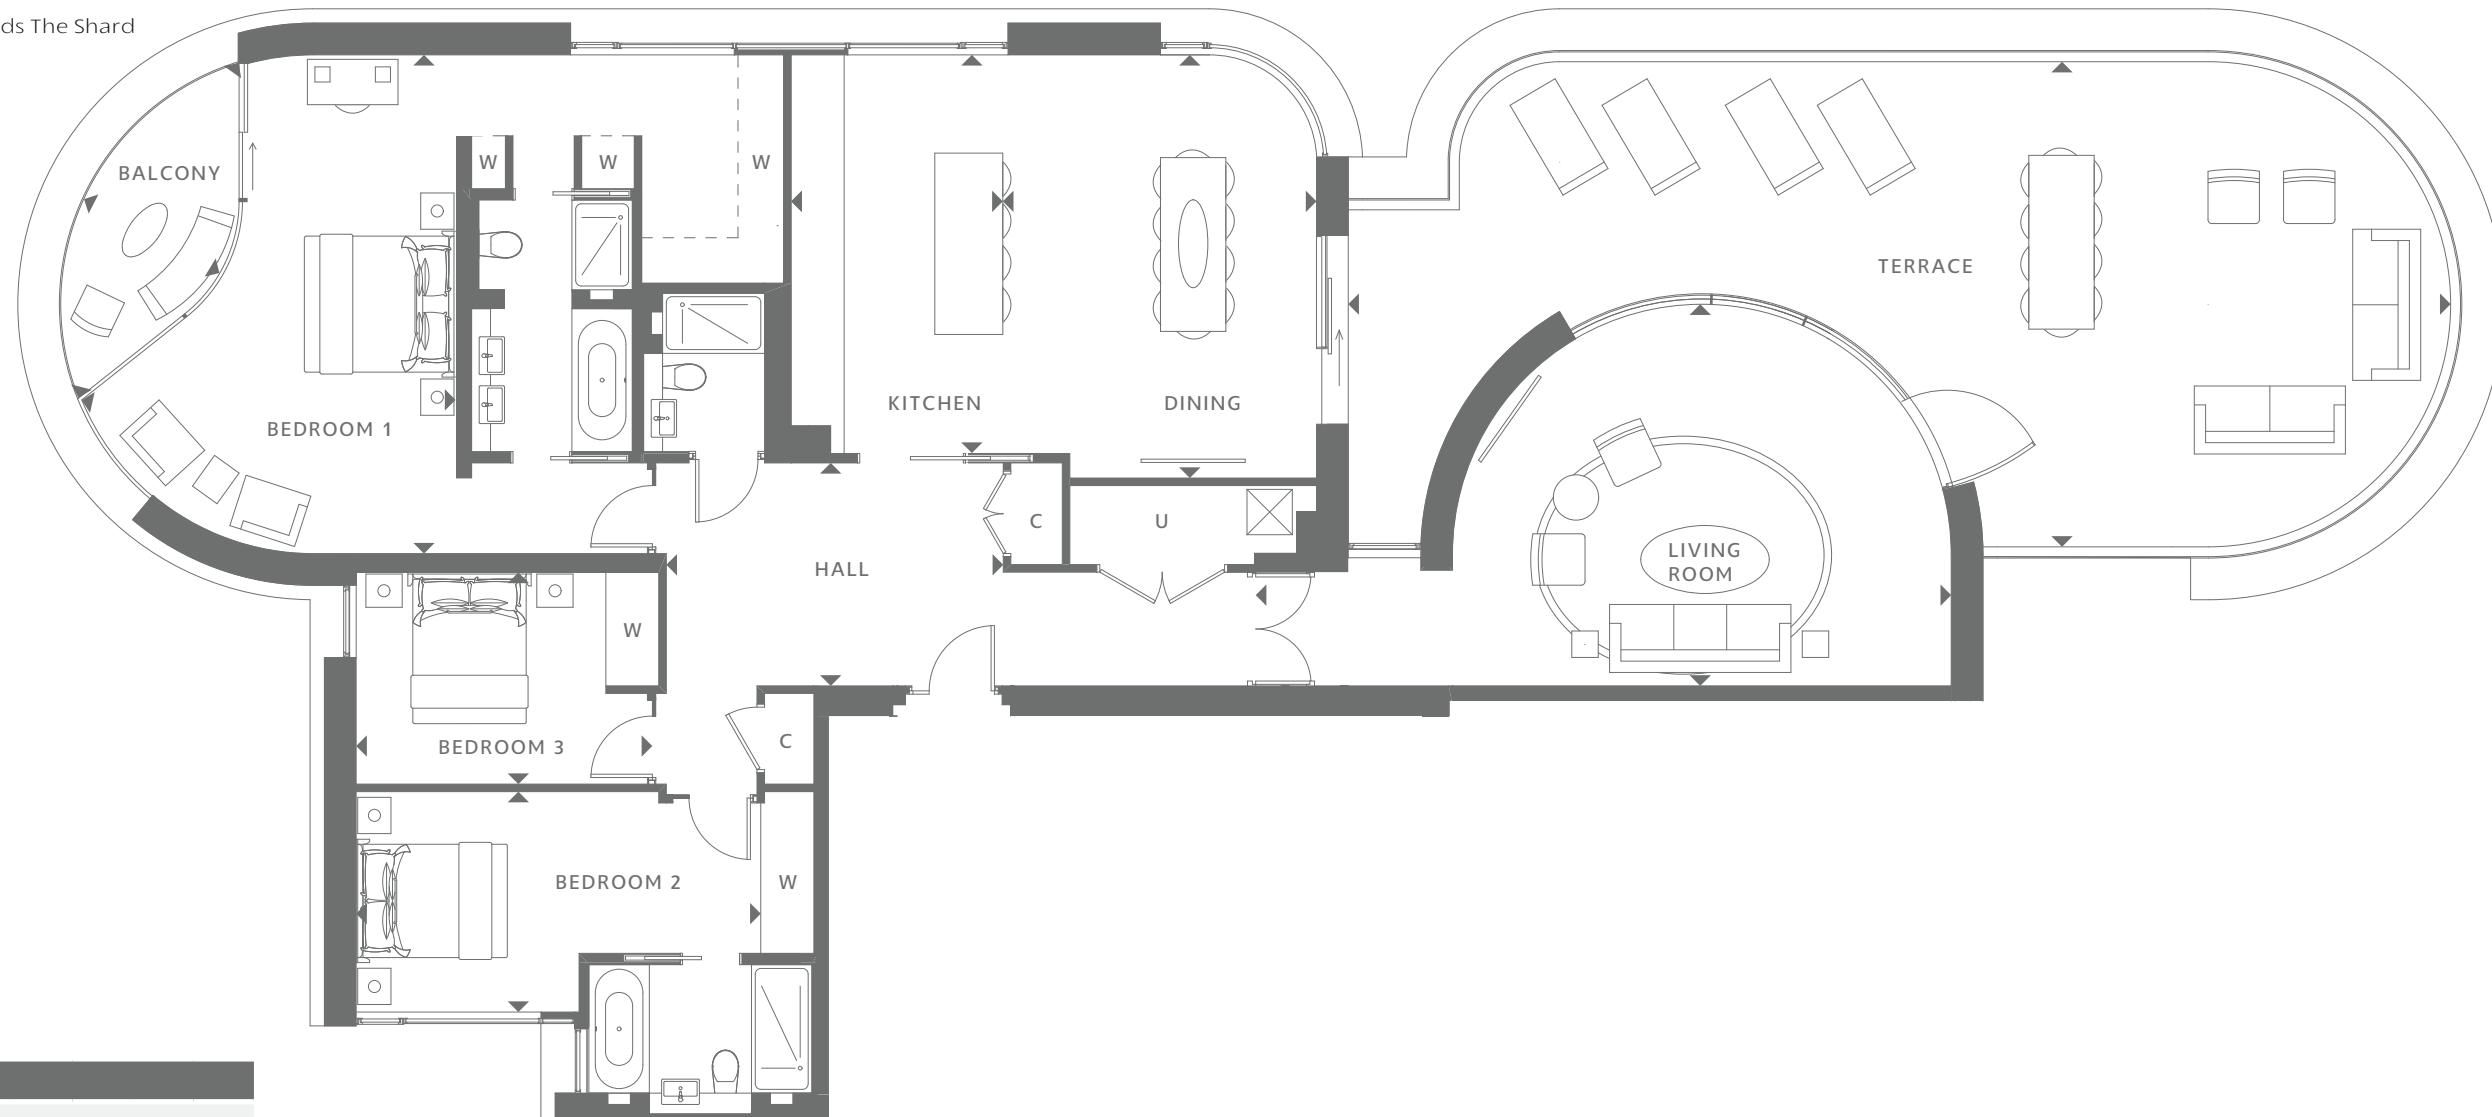 ds The Shard
BALCONY
W
W
W
TERRACE
KITCHEN
DINING
BEDROOM 1
C
U
HALL
LIVING
ROOM
W
BEDROOM 3
C
BEDROOM 2
W